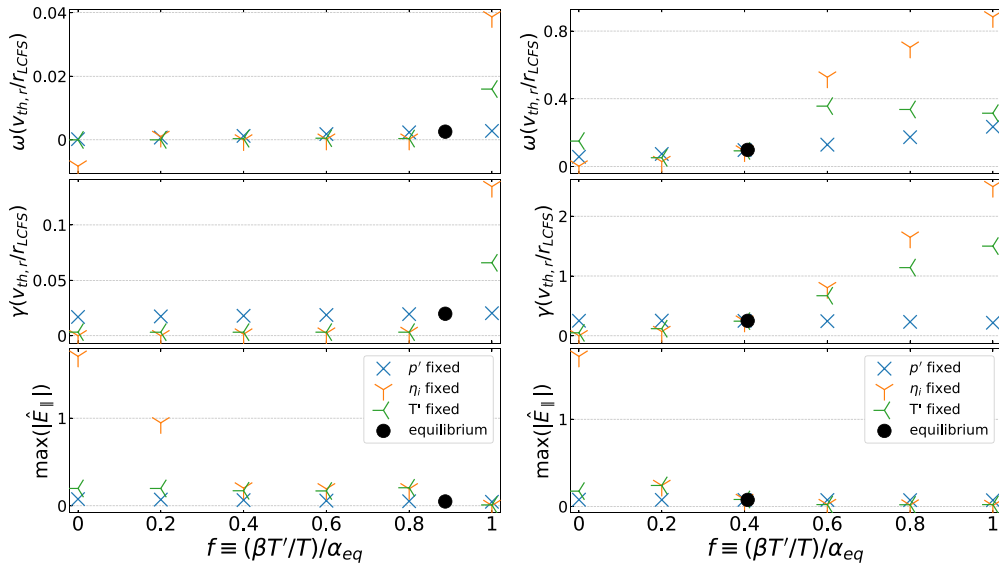 0.04
0.02
0
ω(v_{th,r}/r_{LCFS})
0.8
0.4
0
ω(v_{th,r}/r_{LCFS})
0.1
0.05
0
γ(v_{th,r}/r_{LCFS})
2
1
0
γ(v_{th,r}/r_{LCFS})
1
0
max(|Ê_∥|)
p′ fixed
η_i fixed
T' fixed
equilibrium
0 0.2 0.4 0.6 0.8 1
f ≡ (βT′/T)/α_{eq}
1
0
max(|Ê_∥|)
p′ fixed
η_i fixed
T' fixed
equilibrium
0 0.2 0.4 0.6 0.8 1
f ≡ (βT′/T)/α_{eq}